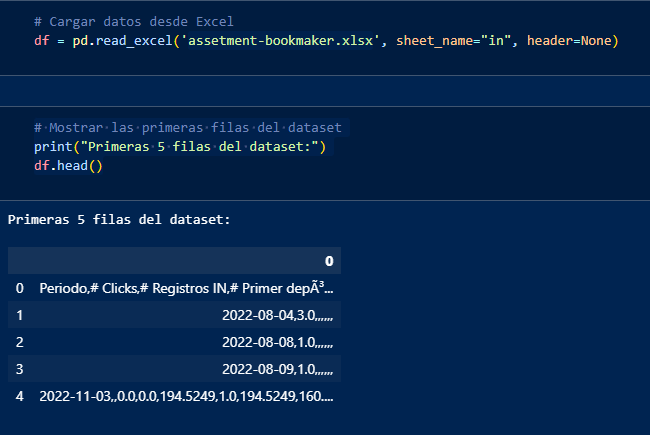 # Cargar datos desde Excel
df = pd.read_excel('assetment-bookmaker.xlsx', sheet_name="in", header=None)
# Mostrar las primeras filas del dataset
print("Primeras 5 filas del dataset:")
df.head()
Primeras 5 filas del dataset:
0
0 Periodo,# Clicks,# Registros IN,# Primer depÃ³...
1 2022-08-04,3.0,,,,,,
2 2022-08-08,1.0,,,,,,
3 2022-08-09,1.0,,,,,,
4 2022-11-03,,0.0,0.0,194.5249,1.0,194.5249,160....